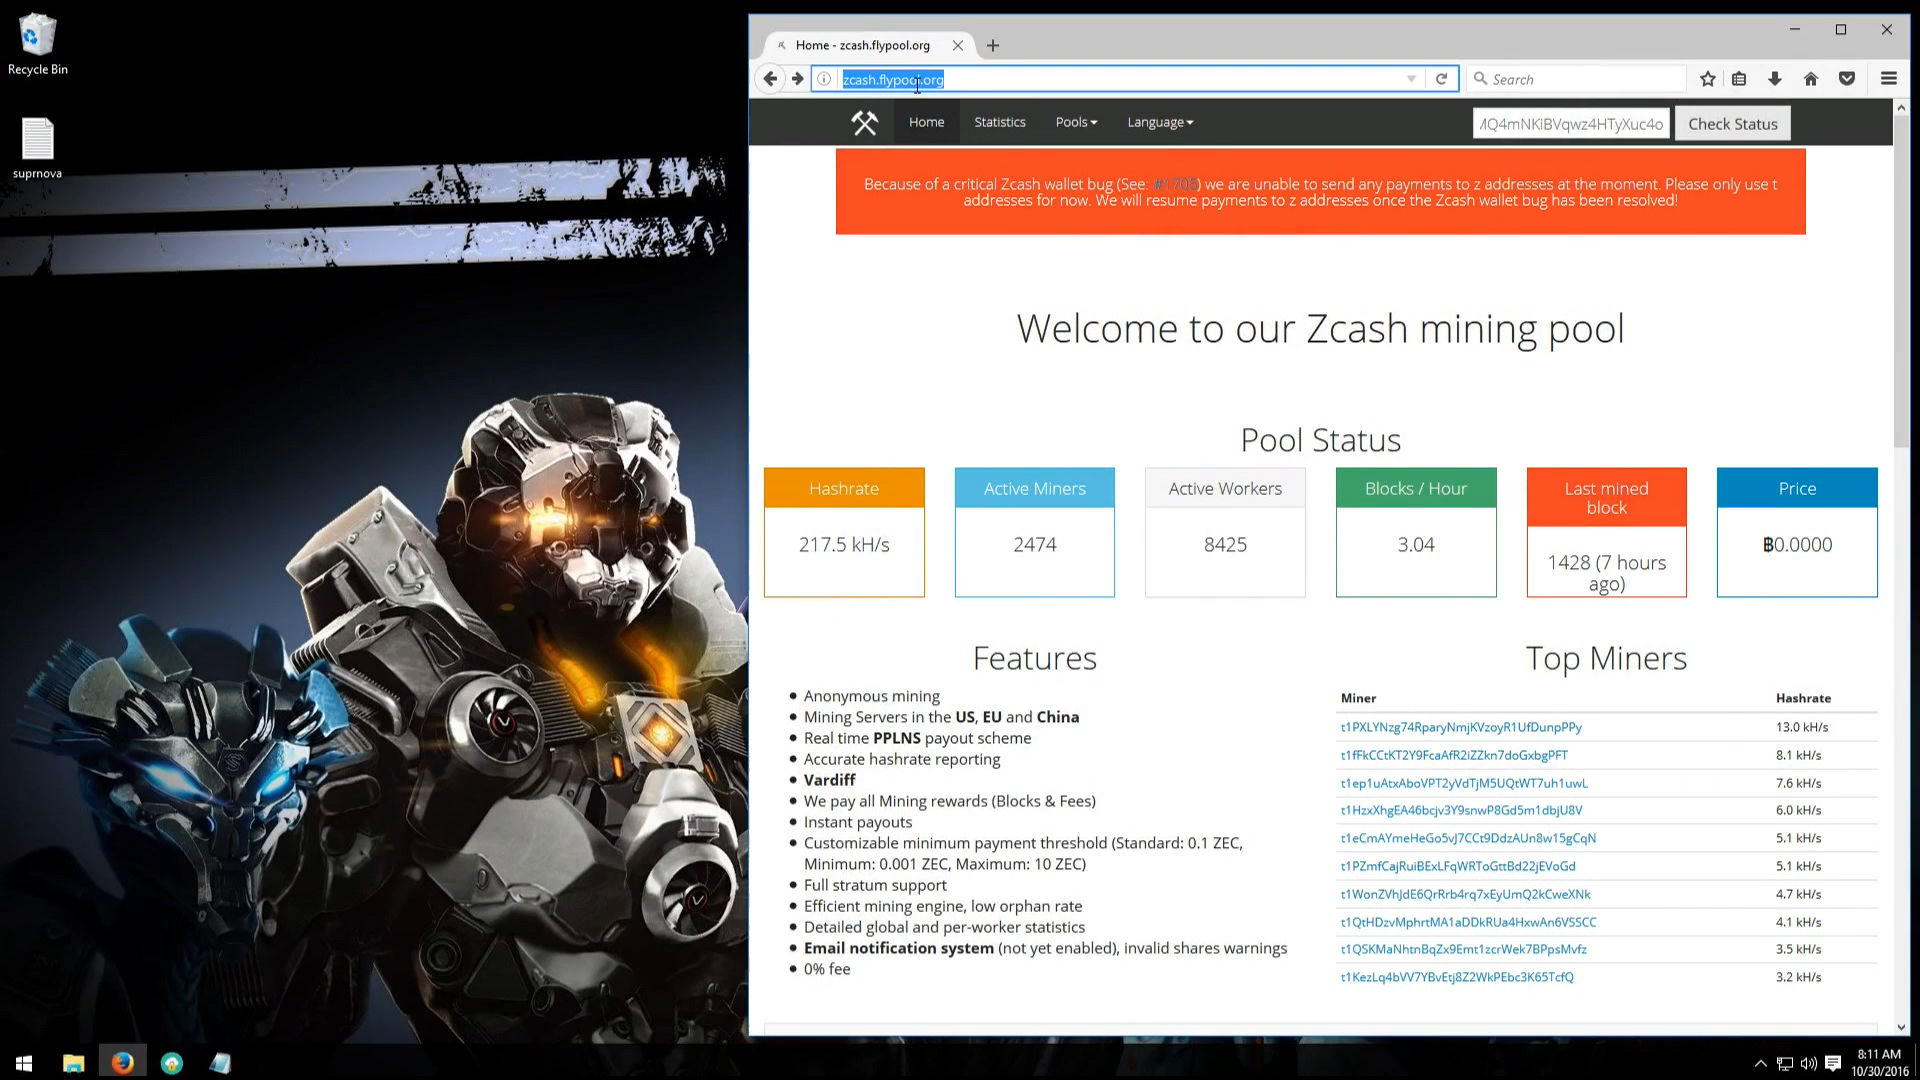 Recycle Bin
suprnova
Home - zcash.flypool.org
zcash.flypool.org
Search
Home
Statistics
Pools
Language
/Q4mNKiBVqwz4HTyXuc4o
Check Status
Because of a critical Zcash wallet bug (See: #1705) we are unable to send any payments to z addresses at the moment. Please only use t
addresses for now. We will resume payments to z addresses once the Zcash wallet bug has been resolved!
Welcome to our Zcash mining pool
Pool Status
Hashrate
217.5 kH/s
Active Miners
2474
Active Workers
8425
Blocks / Hour
3.04
Last mined
block
1428 (7 hours
ago)
Price
฿0.0000
Features
Anonymous mining
Mining Servers in the US, EU and China
Real time PPLNS payout scheme
Accurate hashrate reporting
Vardiff
We pay all Mining rewards (Blocks & Fees)
Instant payouts
Customizable minimum payment threshold (Standard: 0.1 ZEC,
Minimum: 0.001 ZEC, Maximum: 10 ZEC)
Full stratum support
Efficient mining engine, low orphan rate
Detailed global and per-worker statistics
Email notification system (not yet enabled), invalid shares warnings
0% fee
Top Miners
Miner Hashrate
t1PXLYNzg74RparyNmjKVzoyR1UfDunpPPy 13.0 kH/s
t1fFkCCtKT2Y9FcaAfR2iZZkn7doGxbgPFT 8.1 kH/s
t1ep1uAtxAboVPT2yVdTjM5UQtWT7uh1uwL 7.6 kH/s
t1HzxXhgEA46bcjv3Y9snwP8Gd5m1dbjU8V 6.0 kH/s
t1eCmAYmeHeGo5vJ7CCt9DdzAUn8w15gCqN 5.1 kH/s
t1PZmfCajRuiBExLFqWRToGttBd22jEVoGd 5.1 kH/s
t1WonZVhJdE6QrRrb4rq7xEyUmQ2kCweXNk 4.7 kH/s
t1QtHDzvMphrtMA1aDDkRUa4HxwAn6VSSCC 4.1 kH/s
t1QSKMaNhtnBqZx9Emt1zcrWek7BPpsMvfz 3.5 kH/s
t1KezLq4bVV7YBvEtj8Z2WkPEbc3K65TcfQ 3.2 kH/s
8:11 AM
10/30/2016